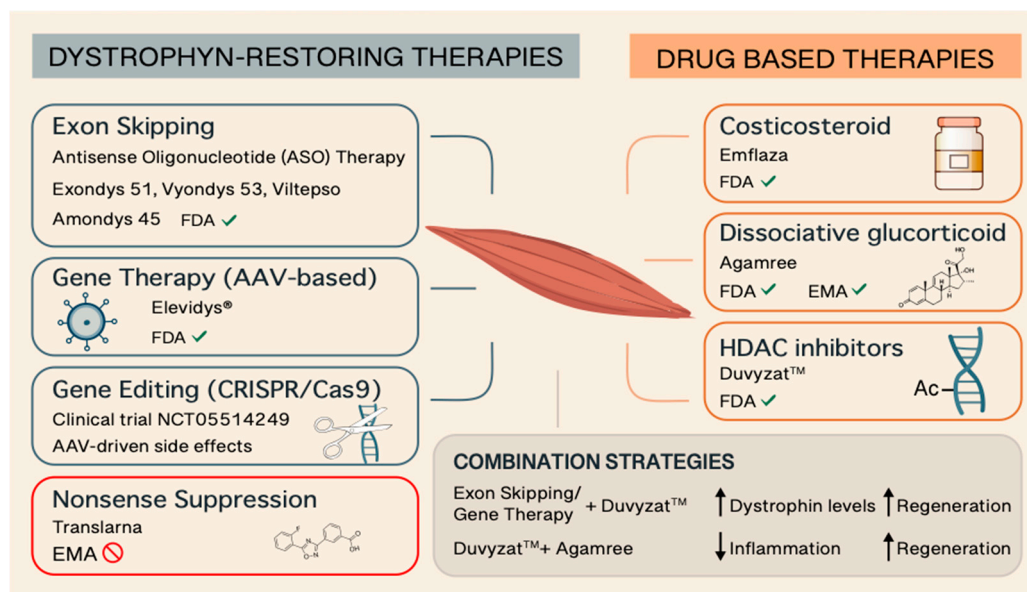 DYSTROPHYN-RESTORING THERAPIES
Exon Skipping
Antisense Oligonucleotide (ASO) Therapy
Exondys 51, Vyondys 53, Viltepso
Amondys 45 FDA ✓
Gene Therapy (AAV-based)
Elevidys®
FDA ✓
Gene Editing (CRISPR/Cas9)
Clinical trial NCT05514249
AAV-driven side effects
Nonsense Suppression
Translarna
EMA
F
N
N
O
O
OH
DRUG BASED THERAPIES
Costicosteroid
Emflaza
FDA ✓
Dissociative glucorticoid
Agamree
FDA ✓ EMA ✓
HO
O
OH
H
H
O
HDAC inhibitors
Duvyzat™
FDA ✓
Ac
COMBINATION STRATEGIES
Exon Skipping/
Gene Therapy + Duvyzat™ ↑ Dystrophin levels ↑ Regeneration
Duvyzat™+ Agamree ↓ Inflammation ↑ Regeneration